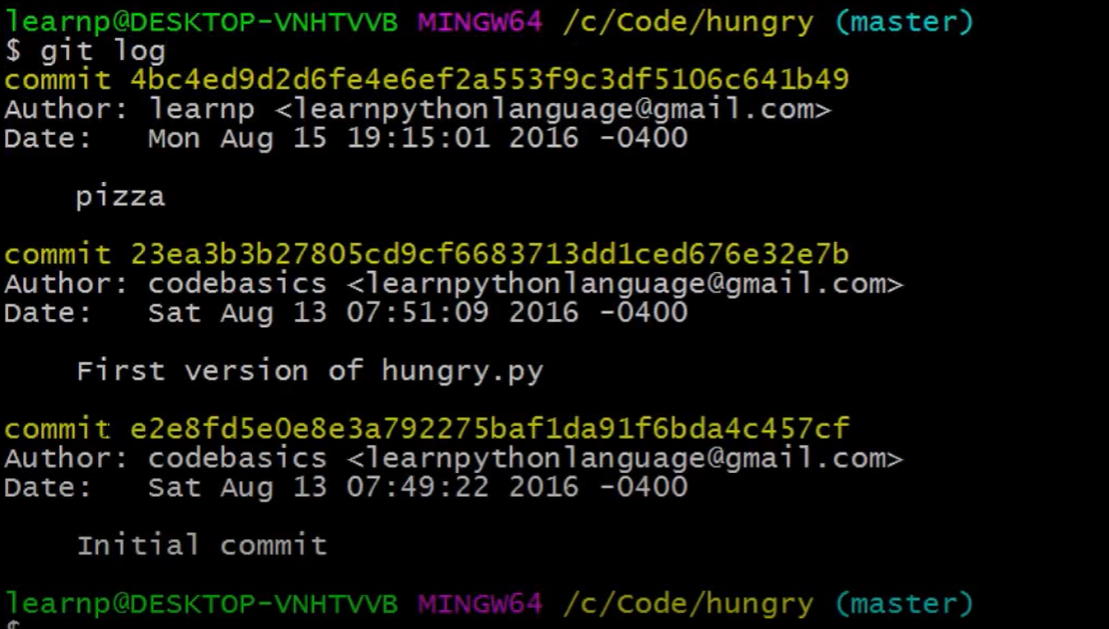 learnp@DESKTOP-VNHTVVB MINGW64 /c/Code/hungry (master)
$ git log
commit 4bc4ed9d2d6fe4e6ef2a553f9c3df5106c641b49
Author: learnp <learnpythonlanguage@gmail.com>
Date:   Mon Aug 15 19:15:01 2016 -0400
pizza
commit 23ea3b3b27805cd9cf6683713dd1ced676e32e7b
Author: codebasics <learnpythonlanguage@gmail.com>
Date:   Sat Aug 13 07:51:09 2016 -0400
First version of hungry.py
commit e2e8fd5e0e8e3a792275baf1da91f6bda4c457cf
Author: codebasics <learnpythonlanguage@gmail.com>
Date:   Sat Aug 13 07:49:22 2016 -0400
Initial commit
learnp@DESKTOP-VNHTVVB MINGW64 /c/Code/hungry (master)
$